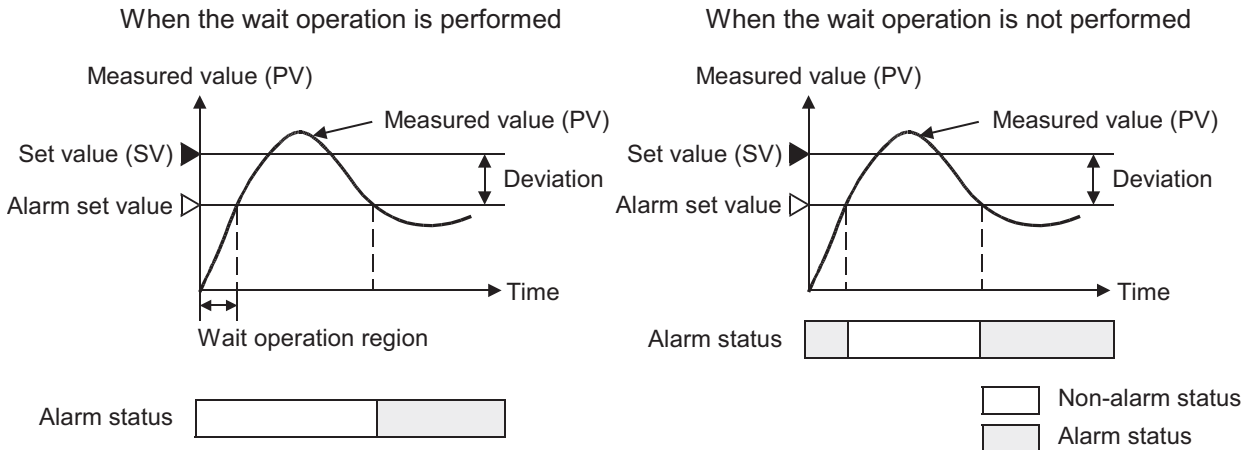 When the wait operation is performed
Measured value (PV)
Measured value (PV)
Set value (SV)
Deviation
Alarm set value
Time
Wait operation region
Alarm status
When the wait operation is not performed
Measured value (PV)
Measured value (PV)
Set value (SV)
Deviation
Alarm set value
Time
Alarm status
Non-alarm status
Alarm status